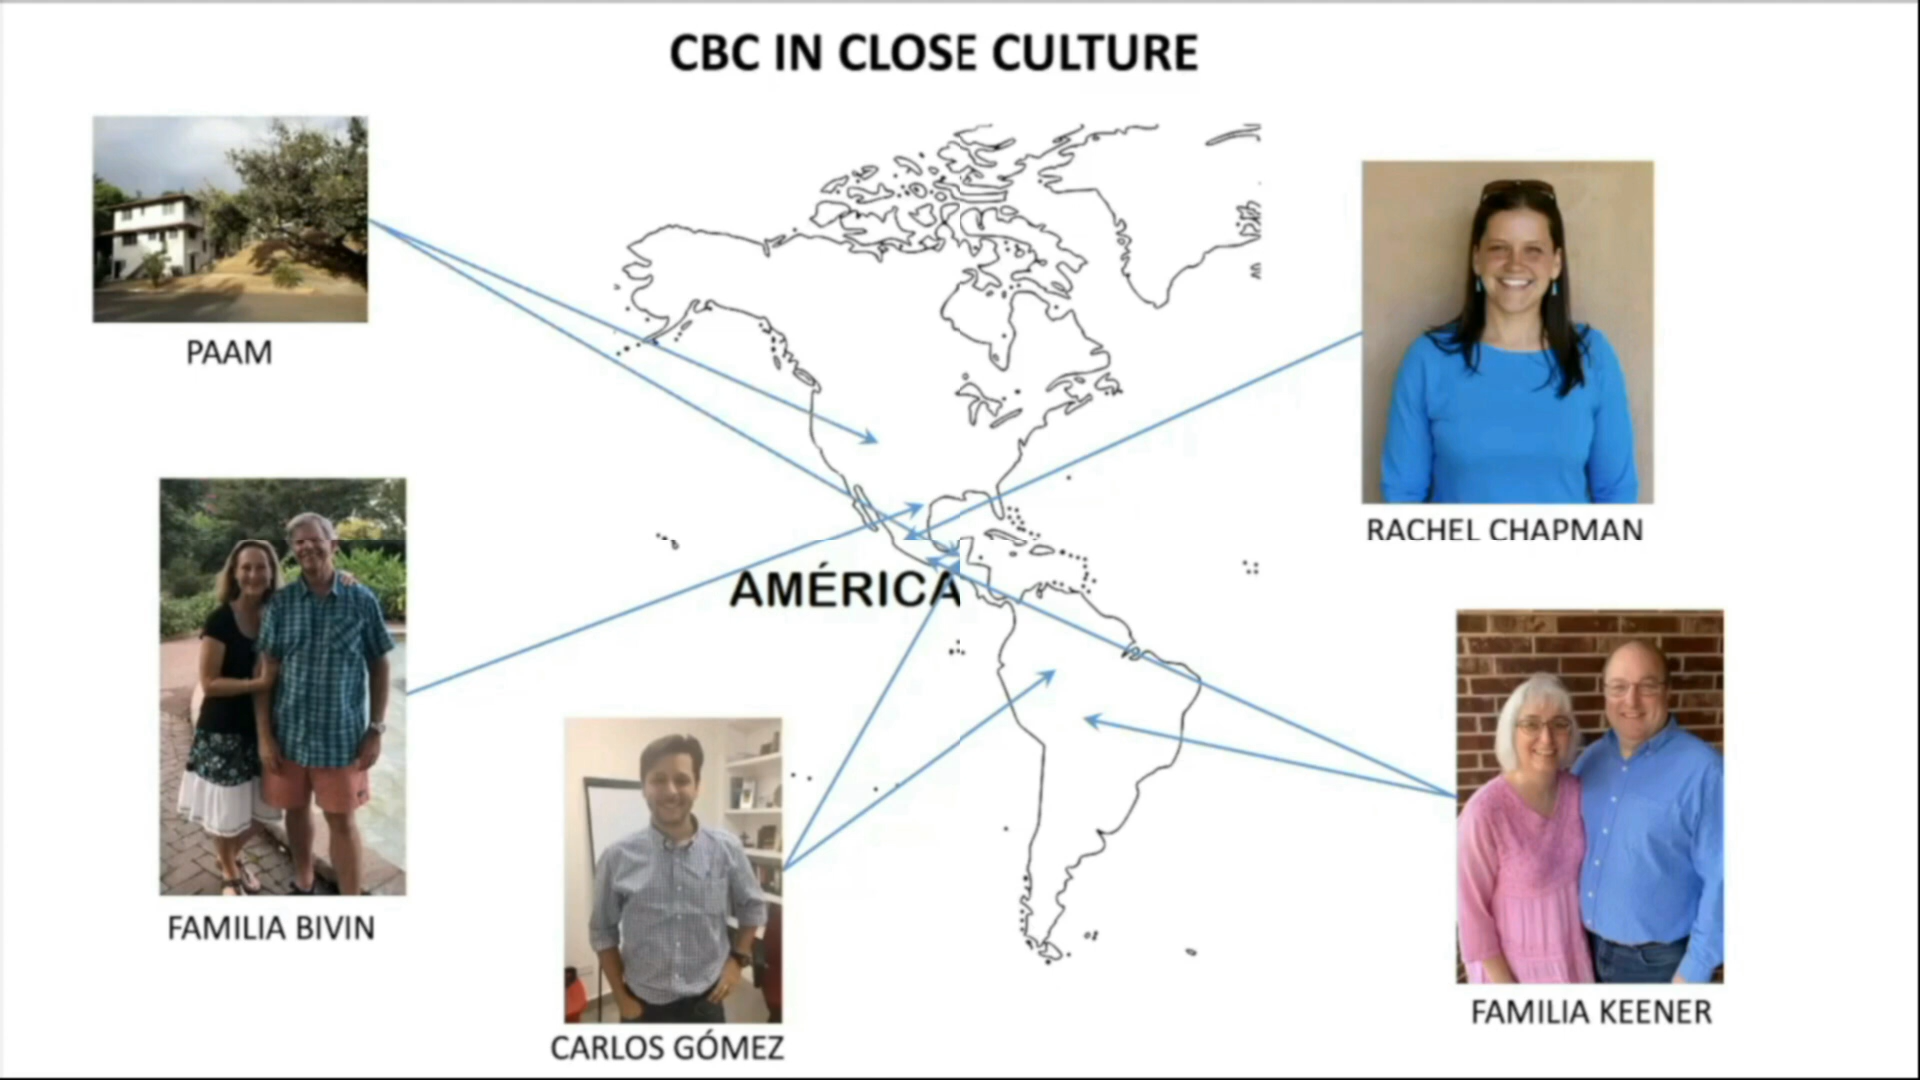 CBC IN CLOSE CULTURE
PAAM
RACHEL CHAPMAN
AMÉRICA
FAMILIA BIVIN
FAMILIA KEENER
CARLOS GÓMEZ